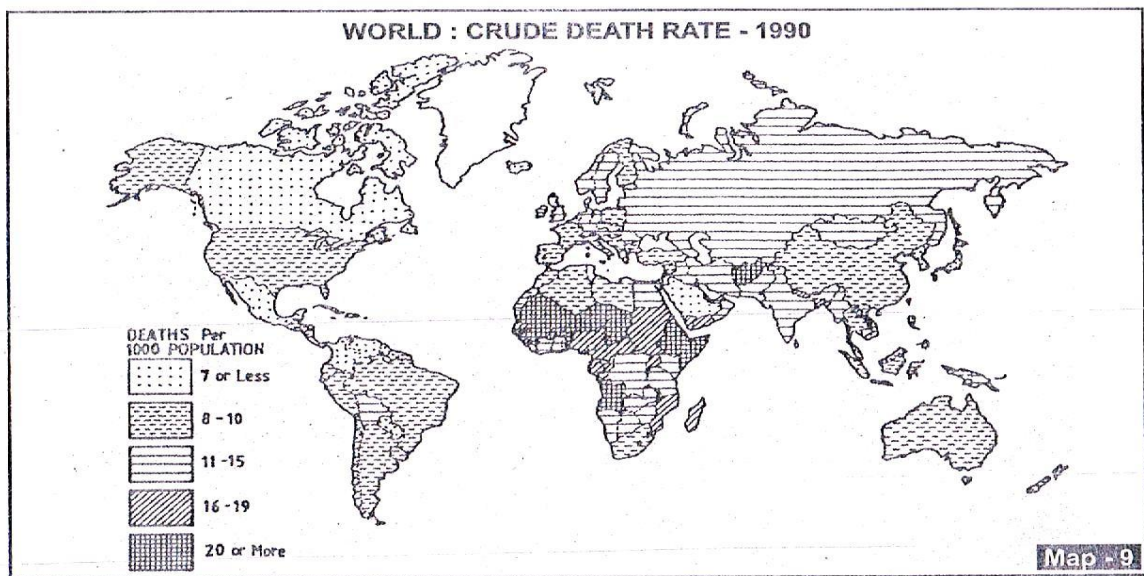 WORLD : CRUDE DEATH RATE - 1990
DEATHS Per
1000 POPULATION
7 or Less
8-10
11-15
16-19
20 or More
Map - 9